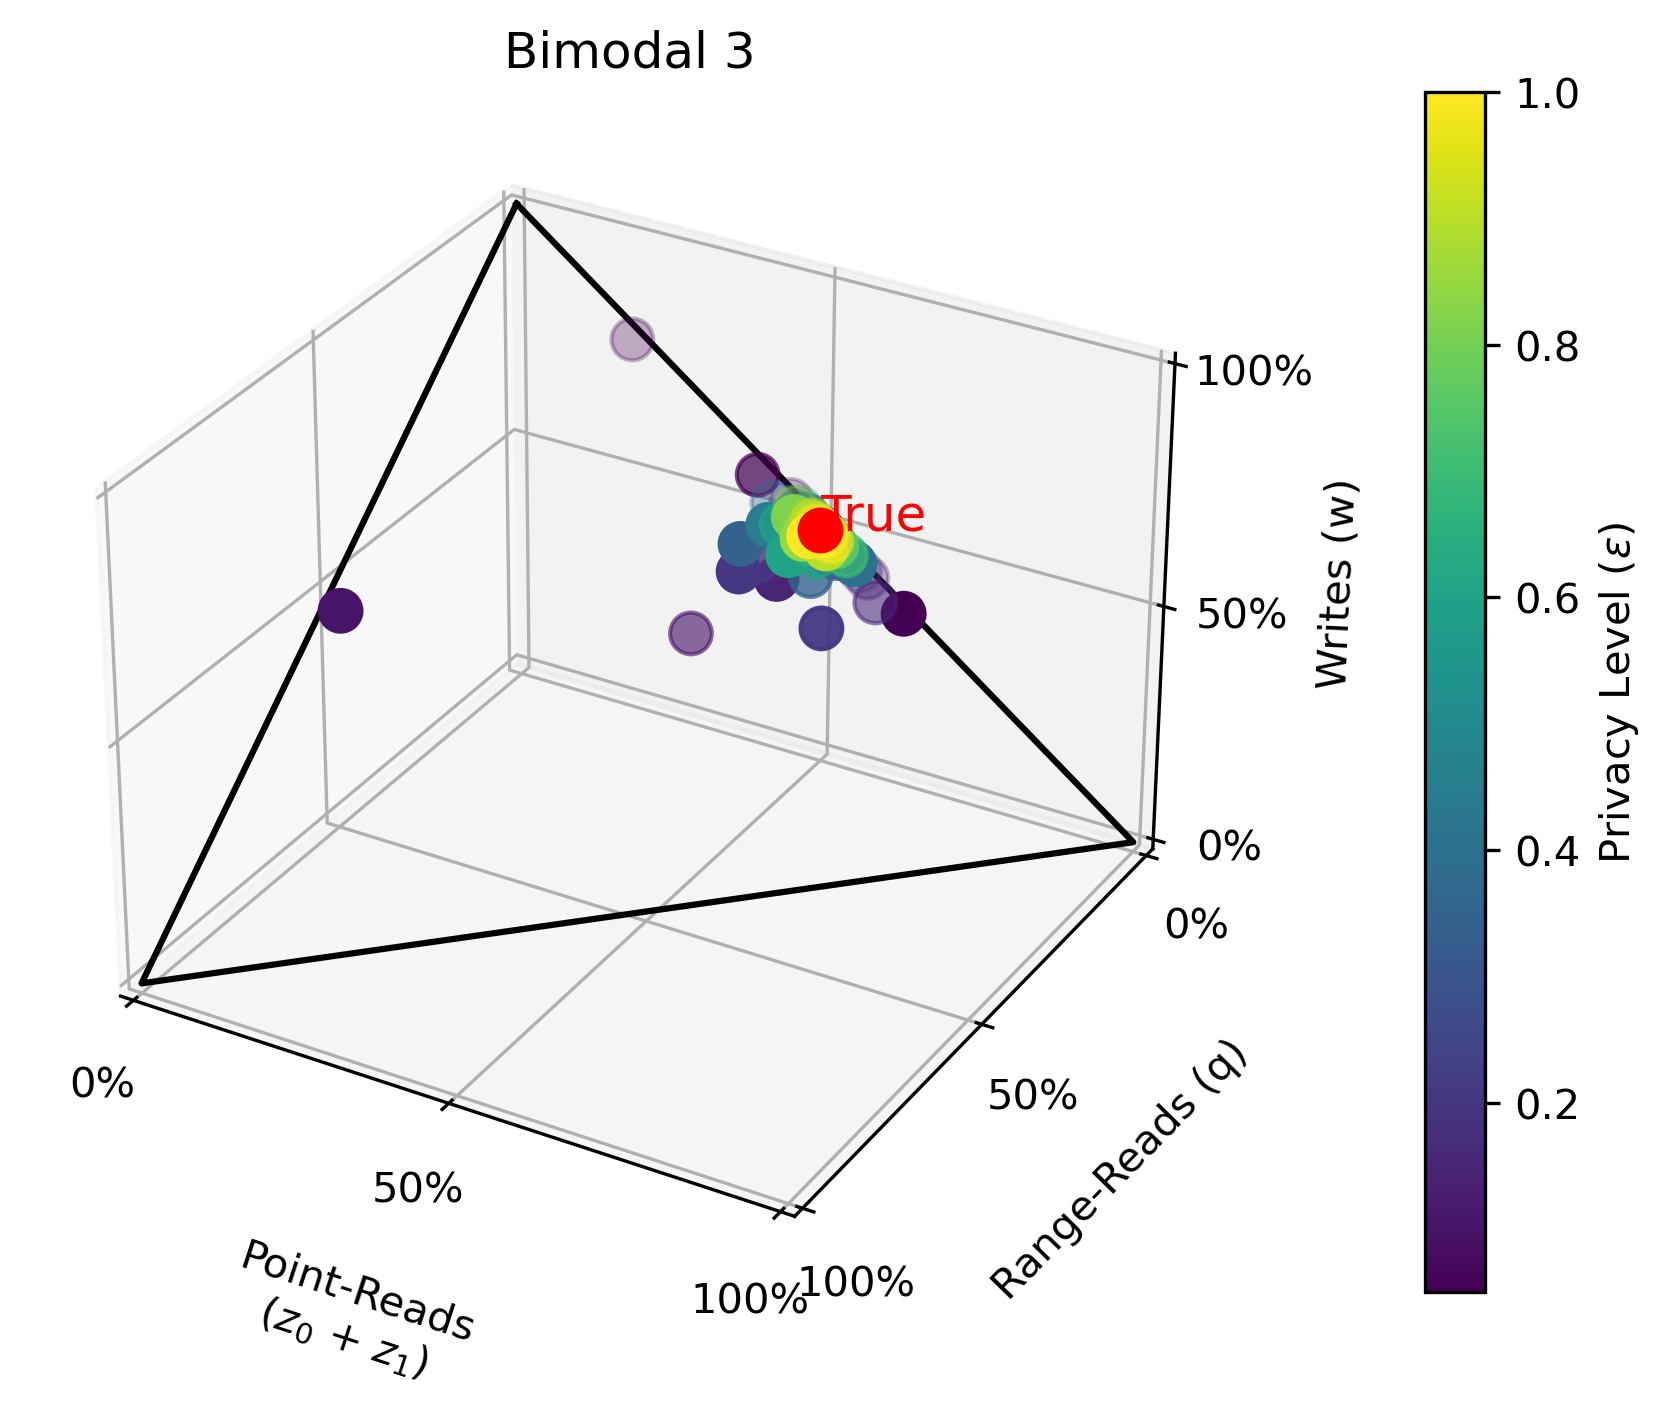 Bimodal 3
True
100%
50%
0%
Writes (w)
0%
50%
100%
Range-Reads (q)
0%
50%
100%
Point-Reads
(z₀ + z₁)
1.0
0.8
0.6
0.4
0.2
Privacy Level (ε)